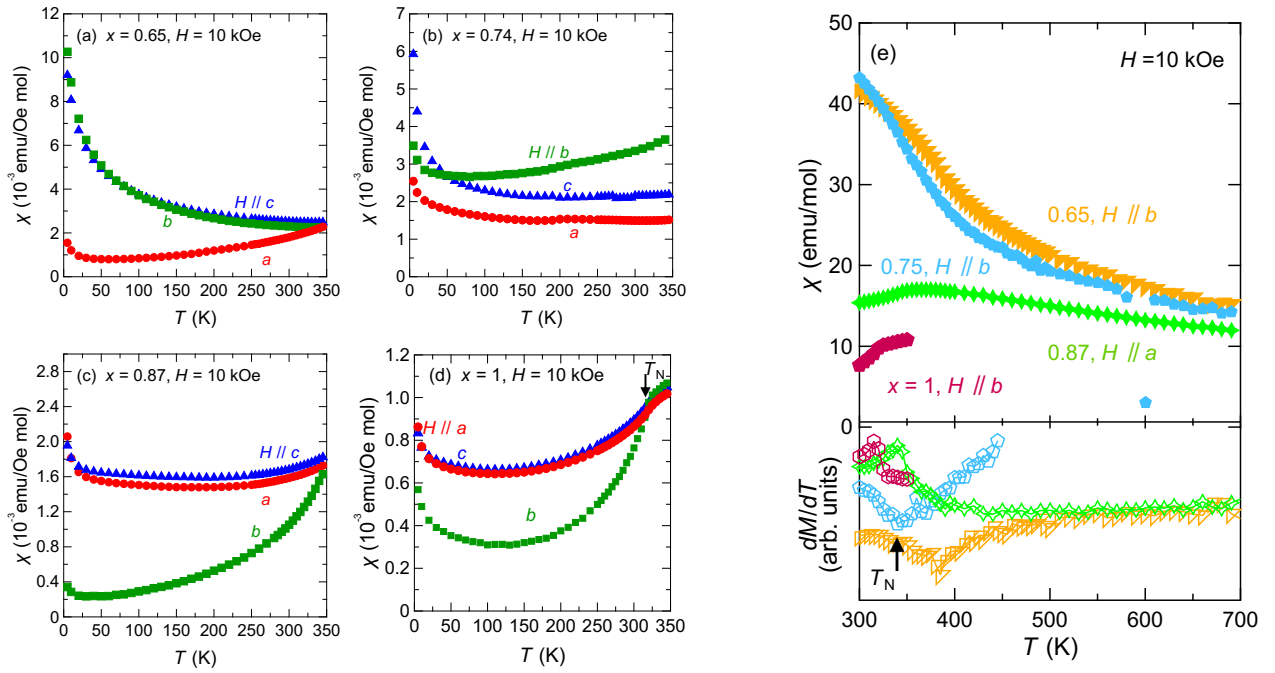 (a) x = 0.65, H = 10 kOe
χ (10⁻³ emu/Oe mol)
12
10
8
6
4
2
0
H // c
b
a
0 50 100 150 200 250 300 350
T (K)
(b) x = 0.74, H = 10 kOe
χ (10⁻³ emu/Oe mol)
7
6
5
4
3
2
1
0
H // b
c
a
0 50 100 150 200 250 300 350
T (K)
(c) x = 0.87, H = 10 kOe
χ (10⁻³ emu/Oe mol)
2.8
2.4
2.0
1.6
1.2
0.8
0.4
0
H // c
a
b
0 50 100 150 200 250 300 350
T (K)
(d) x = 1, H = 10 kOe
T_N
χ (10⁻³ emu/Oe mol)
1.2
1.0
0.8
0.6
0.4
0.2
0
H // a
c
b
0 50 100 150 200 250 300 350
T (K)
(e)
H =10 kOe
χ (emu/mol)
50
40
30
20
10
0.65, H // b
0.75, H // b
0.87, H // a
x = 1, H // b
0
dM/dT
(arb. units)
T_N
300 400 500 600 700
T (K)